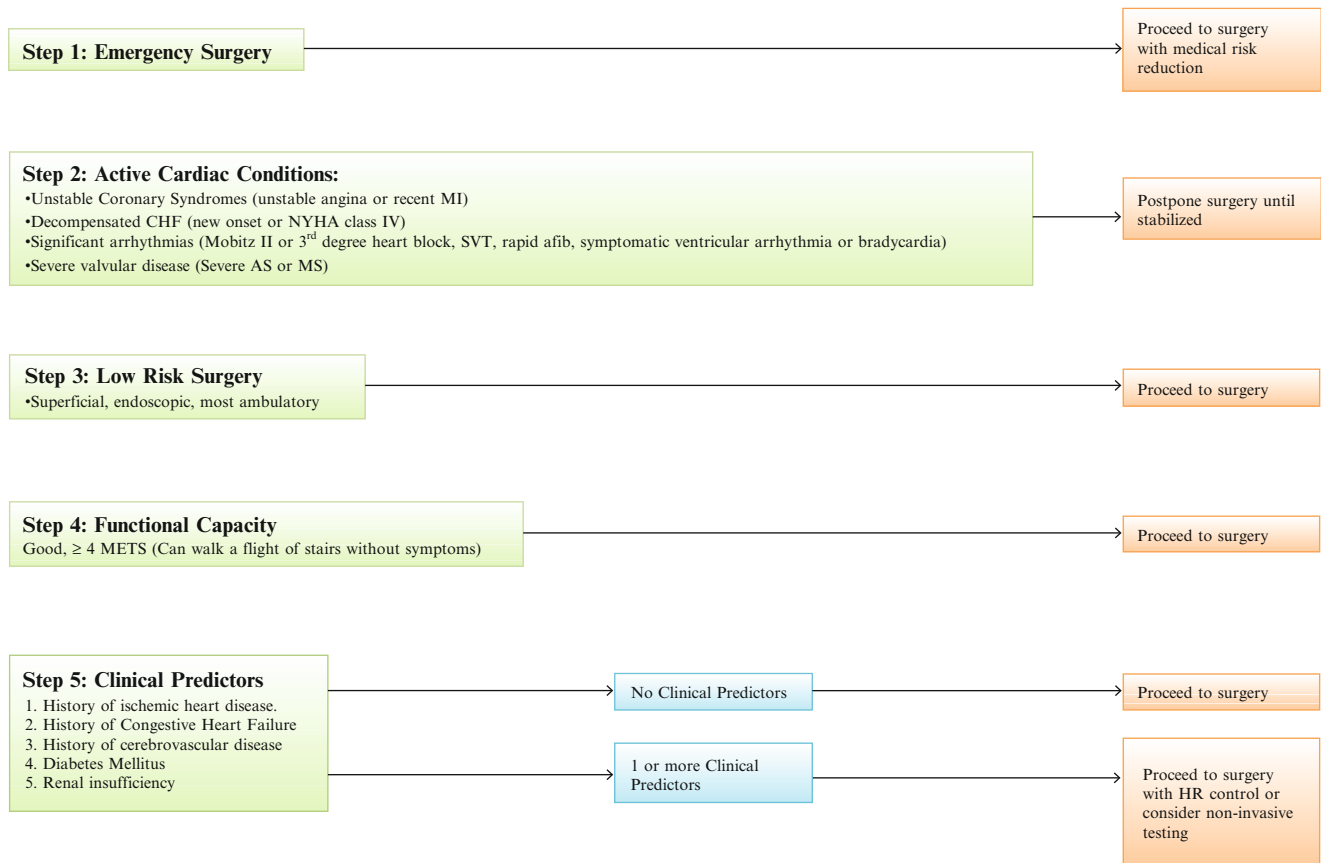 Step 1: Emergency Surgery
Proceed to surgery
with medical risk
reduction
Step 2: Active Cardiac Conditions:
•Unstable Coronary Syndromes (unstable angina or recent MI)
•Decompensated CHF (new onset or NYHA class IV)
•Significant arrhythmias (Mobitz II or 3rd degree heart block, SVT, rapid afib, symptomatic ventricular arrhythmia or bradycardia)
•Severe valvular disease (Severe AS or MS)
Postpone surgery until
stabilized
Step 3: Low Risk Surgery
•Superficial, endoscopic, most ambulatory
Proceed to surgery
Step 4: Functional Capacity
Good, ≥ 4 METS (Can walk a flight of stairs without symptoms)
Proceed to surgery
Step 5: Clinical Predictors
1. History of ischemic heart disease.
2. History of Congestive Heart Failure
3. History of cerebrovascular disease
4. Diabetes Mellitus
5. Renal insufficiency
No Clinical Predictors
Proceed to surgery
1 or more Clinical
Predictors
Proceed to surgery
with HR control or
consider non-invasive
testing